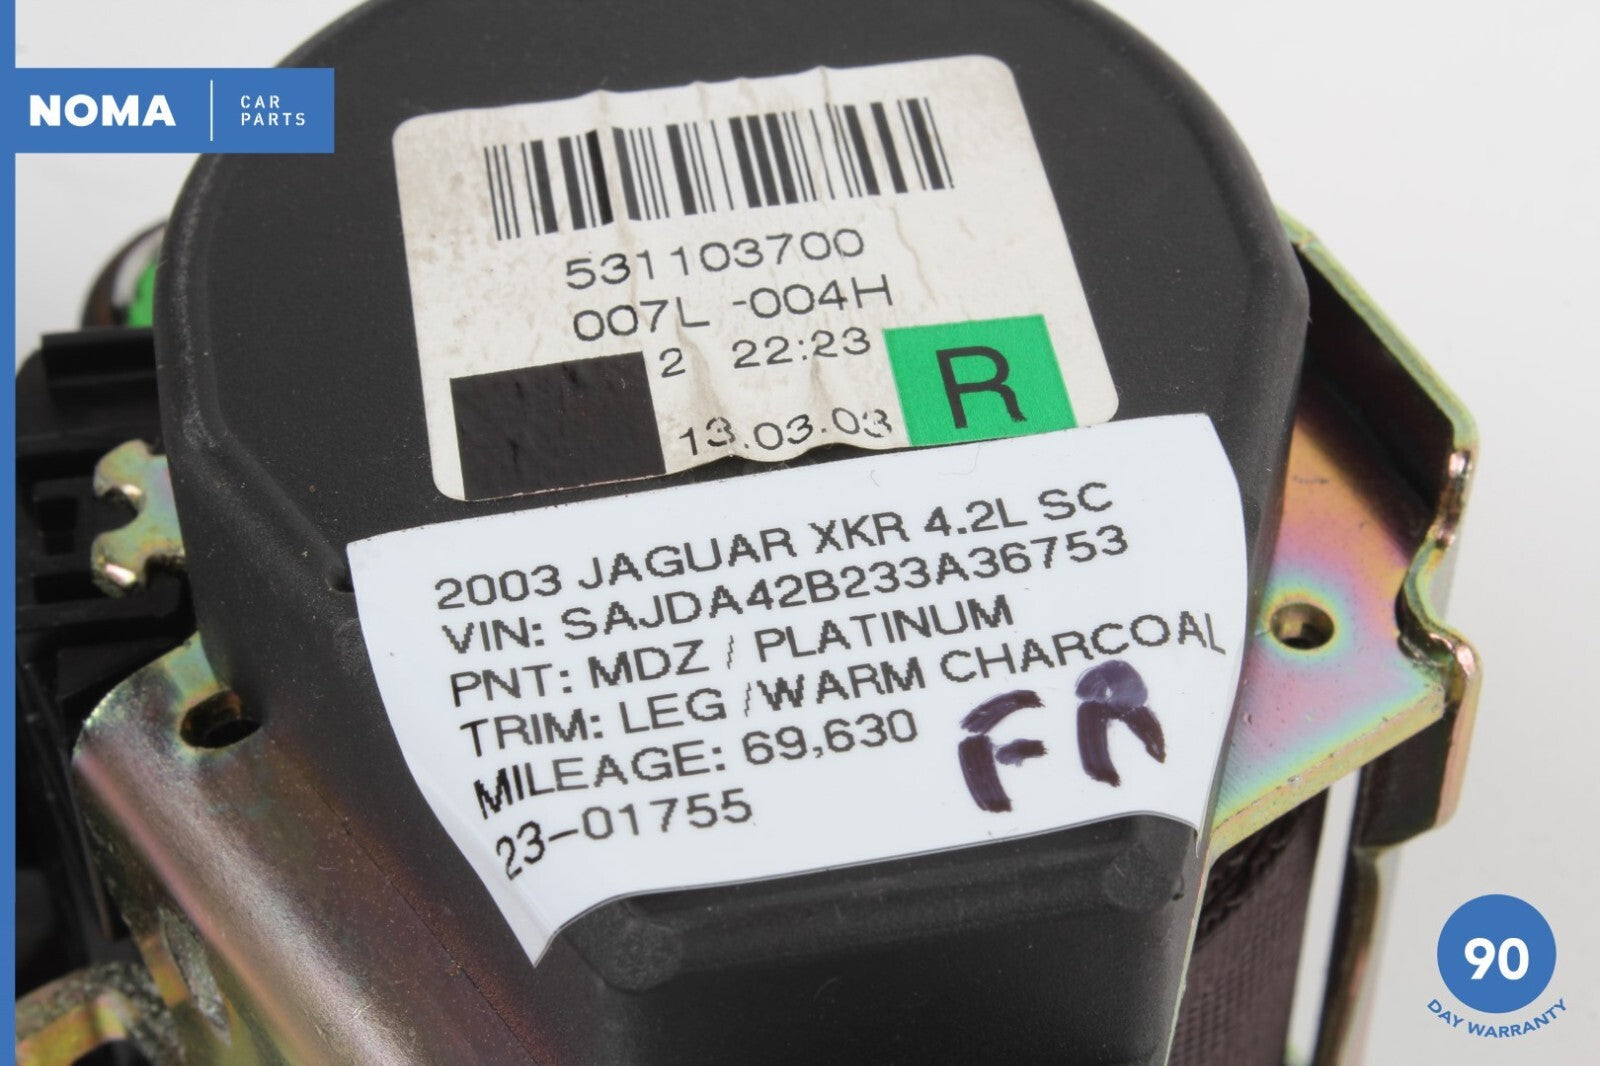 NOMA
CAR
PARTS
531103700
007L -004H
2 22:23
13.03.03
R
2003 JAGUAR XKR 4.2L SC
VIN: SAJDA42B233A36753
PNT: MDZ / PLATINUM
TRIM: LEG /WARM CHARCOAL
MILEAGE: 69,630
23-01755
FR
90
DAY WARRANTY